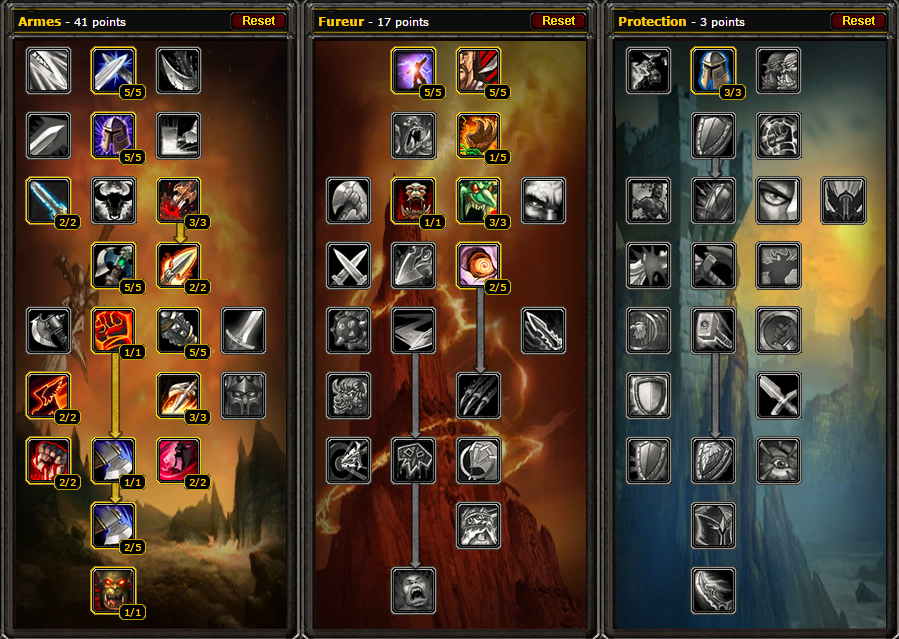 Armes - 41 points Reset Fureur - 17 points Reset Protection - 3 points Reset
5/5 5/5 5/5 3/3
5/5 1/5
2/2 3/3 1/1 3/3
5/5 2/2 2/5
1/1 5/5
2/2 3/3
2/2 1/1 2/2
2/5
1/1